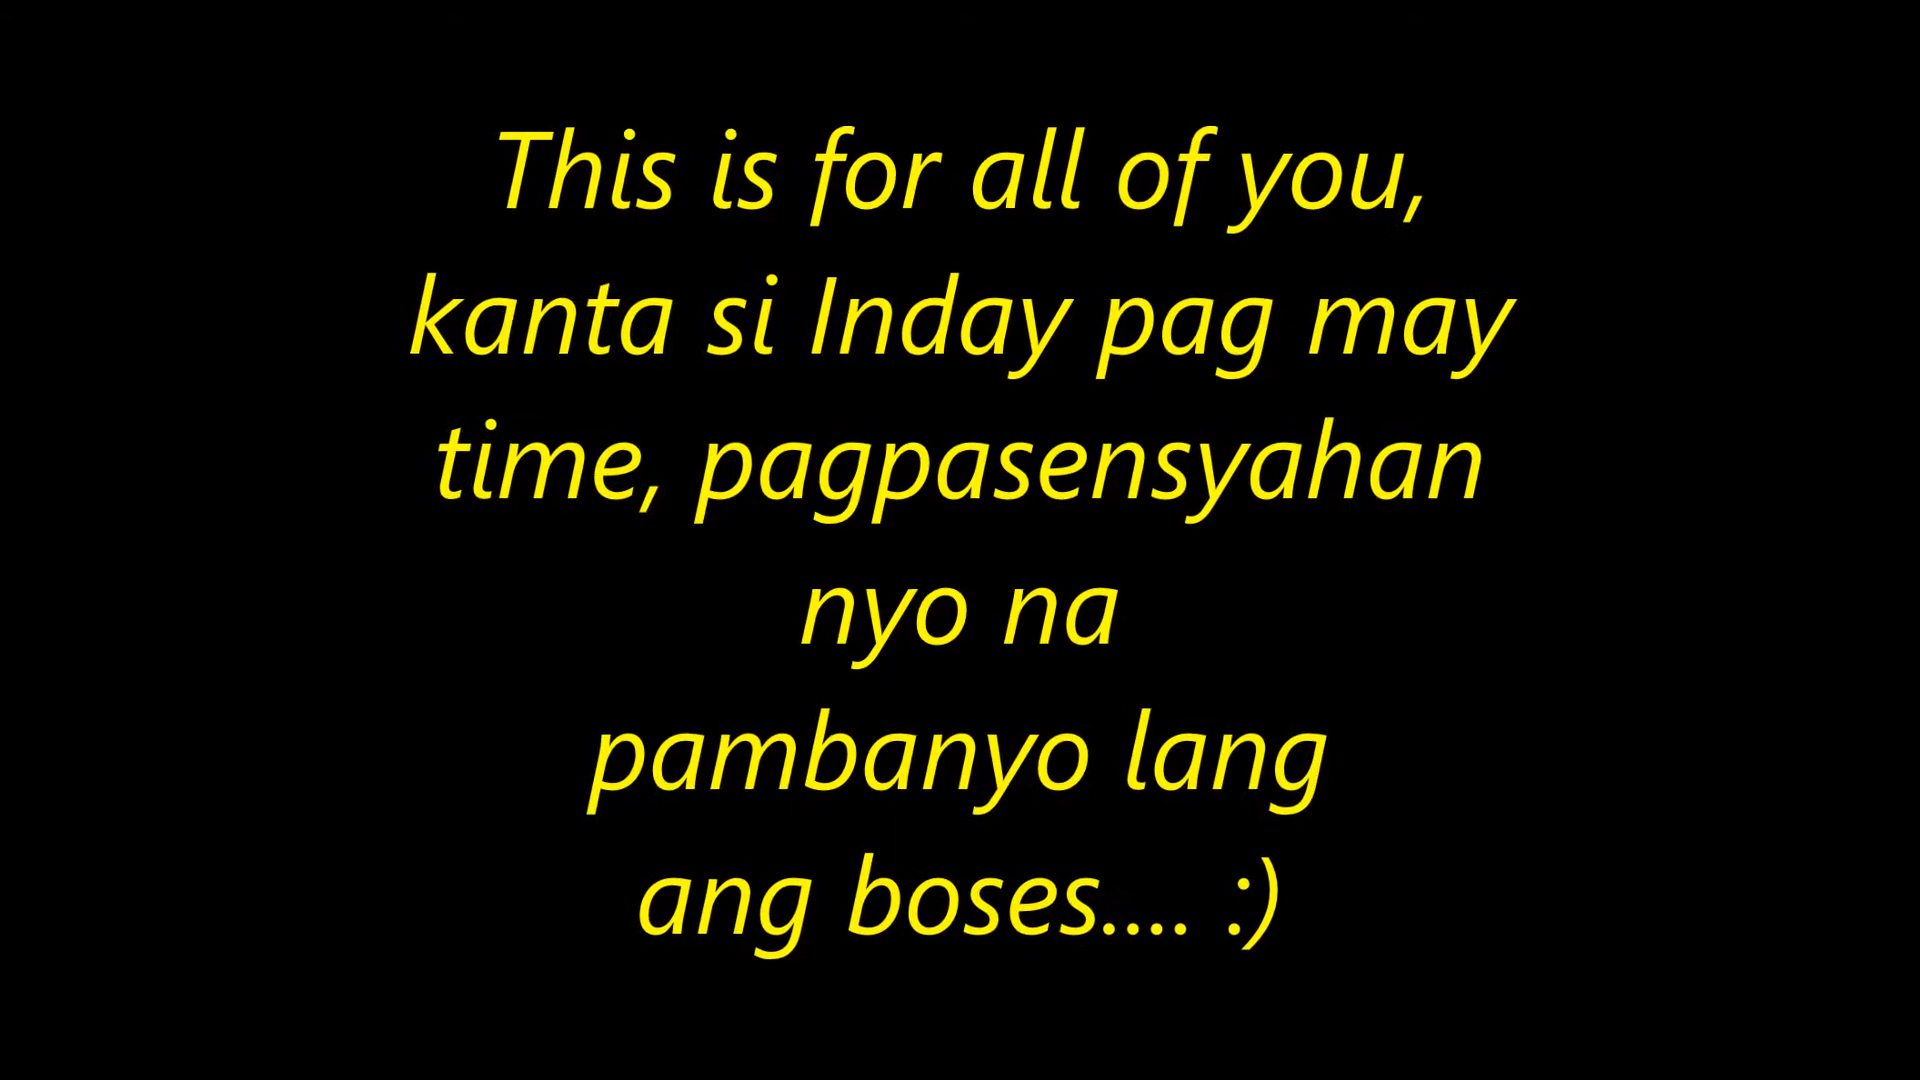 This is for all of you,
kanta si Inday pag may
time, pagpasensyahan
nyo na
pambanyo lang
ang boses.... :)